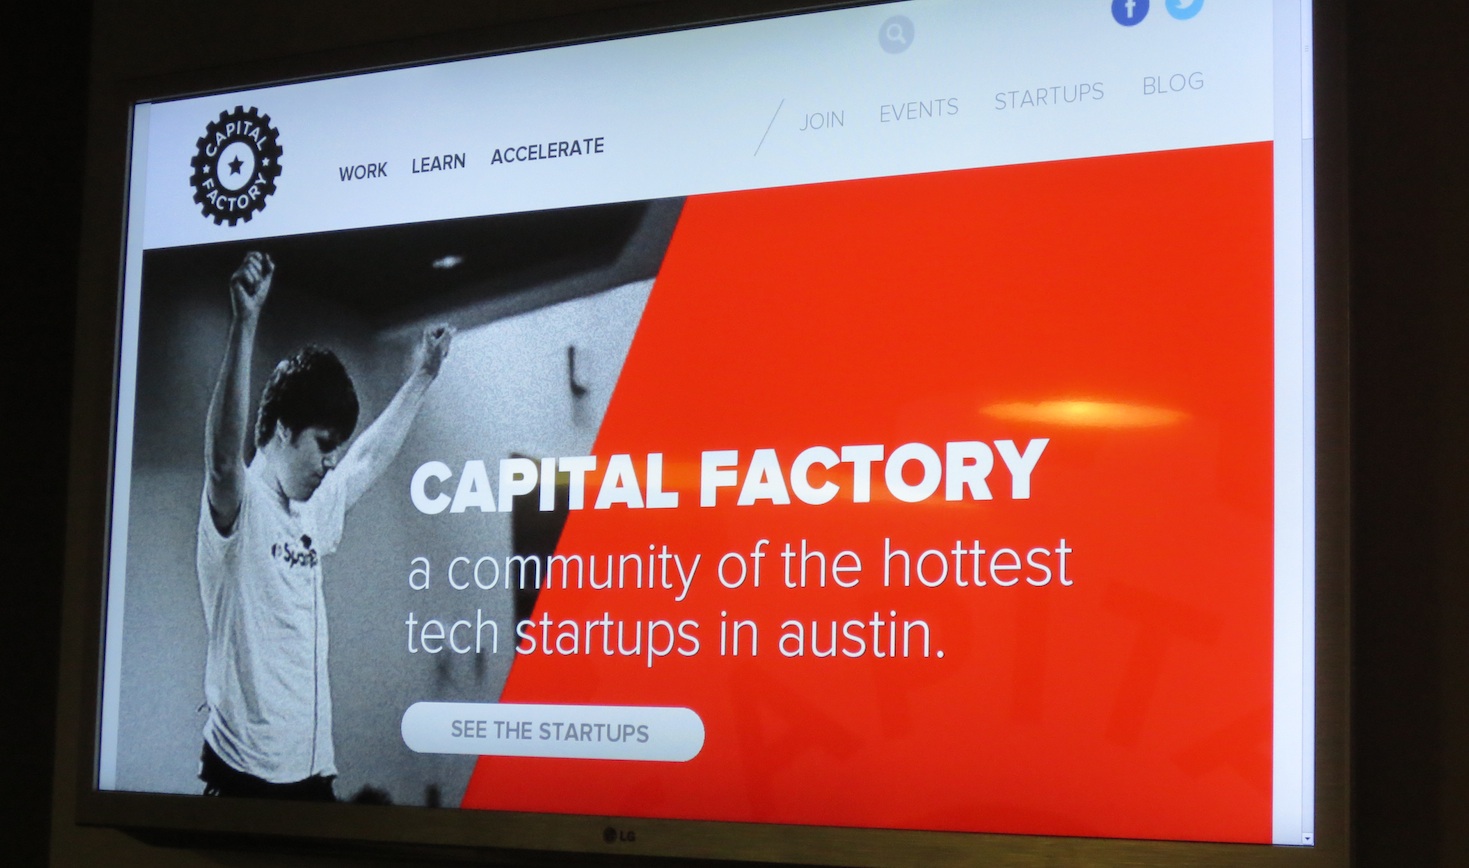 CAPITAL
FACTORY
WORK LEARN ACCELERATE
JOIN EVENTS STARTUPS BLOG
CAPITAL FACTORY
a community of the hottest
tech startups in austin.
SEE THE STARTUPS
LG